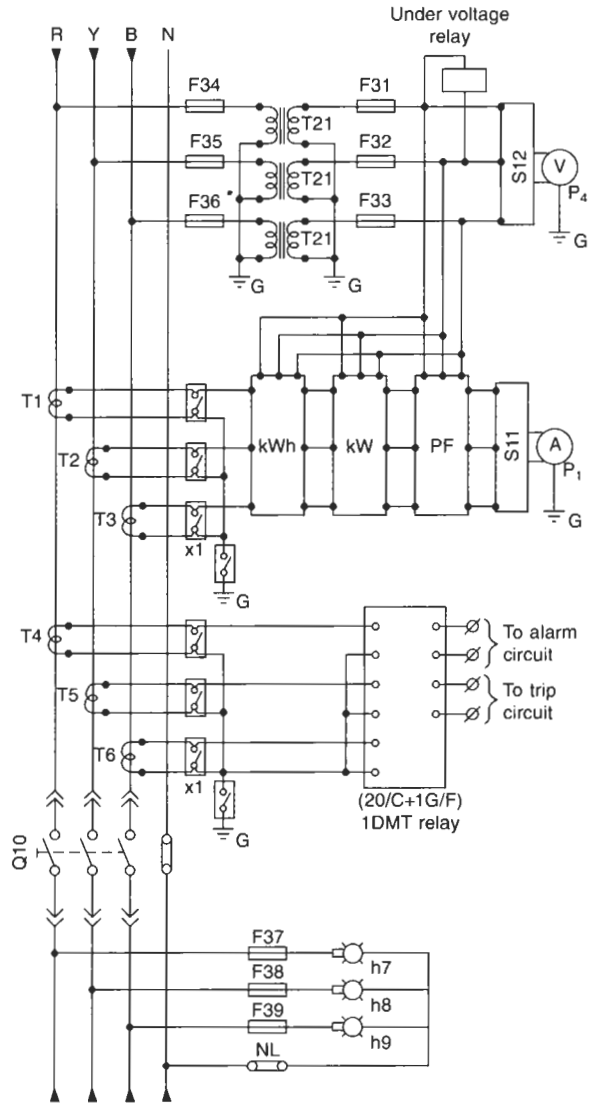 R Y B N
Under voltage
relay
F34 F31
T21
F35 F32
T21
S12
V
P4
F36 F33
T21
G
G G
T1
T2
kWh kW PF
S11
A
P1
T3
x1
G
G
T4
To alarm
circuit
T5
To trip
circuit
T6
x1
(20/C+1G/F)
1DMT relay
G
Q10
F37
h7
F38
h8
F39
h9
NL